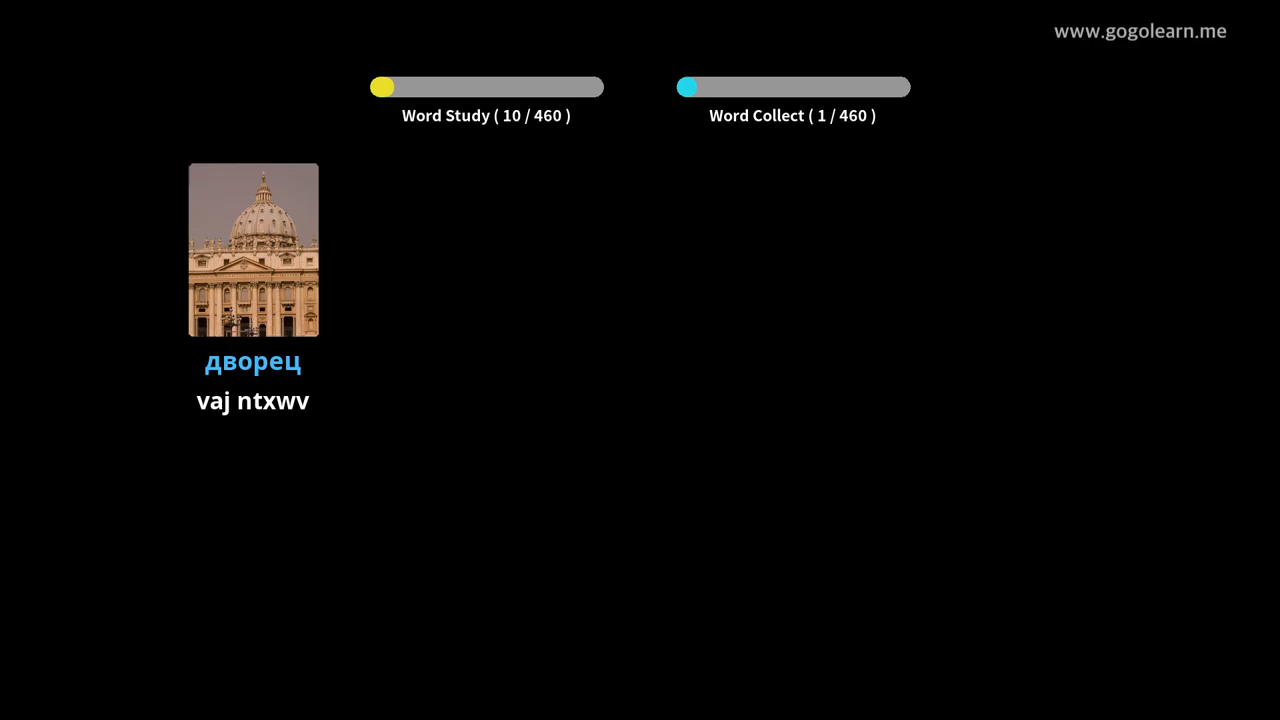 www.gogolearn.me
Word Study ( 10 / 460 )
Word Collect ( 1 / 460 )
дворец
vaj ntxwv